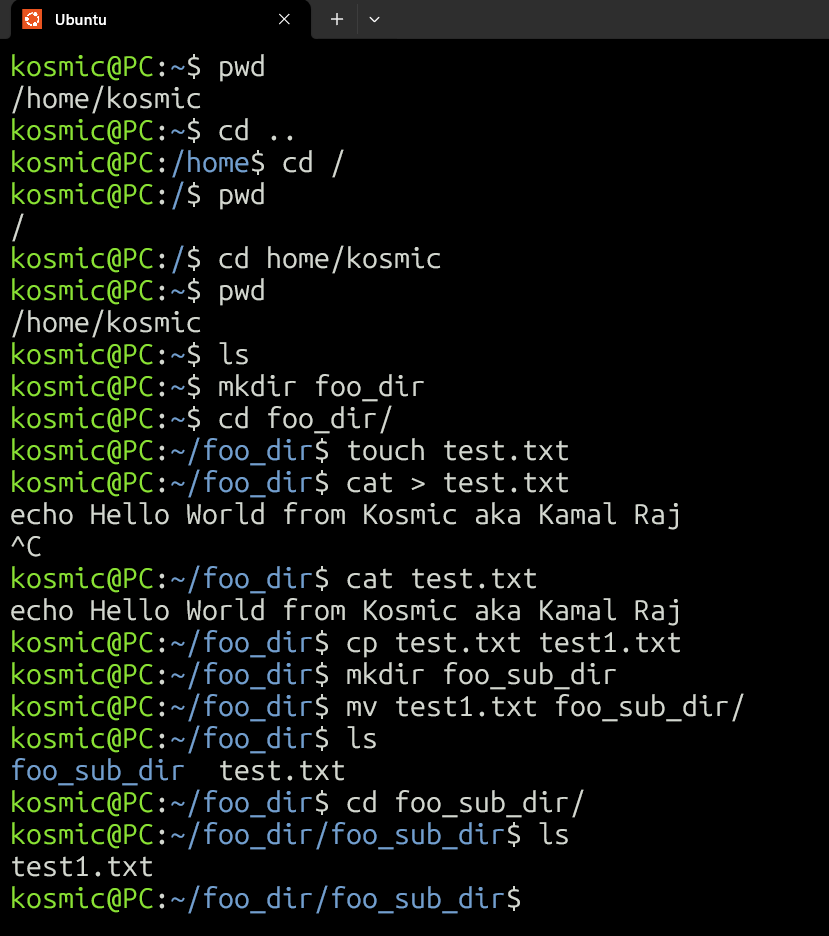 Ubuntu
kosmic@PC:~$ pwd
/home/kosmic
kosmic@PC:~$ cd ..
kosmic@PC:/home$ cd /
kosmic@PC:/$ pwd
/
kosmic@PC:/$ cd home/kosmic
kosmic@PC:~$ pwd
/home/kosmic
kosmic@PC:~$ ls
kosmic@PC:~$ mkdir foo_dir
kosmic@PC:~$ cd foo_dir/
kosmic@PC:~/foo_dir$ touch test.txt
kosmic@PC:~/foo_dir$ cat > test.txt
echo Hello World from Kosmic aka Kamal Raj
^C
kosmic@PC:~/foo_dir$ cat test.txt
echo Hello World from Kosmic aka Kamal Raj
kosmic@PC:~/foo_dir$ cp test.txt test1.txt
kosmic@PC:~/foo_dir$ mkdir foo_sub_dir
kosmic@PC:~/foo_dir$ mv test1.txt foo_sub_dir/
kosmic@PC:~/foo_dir$ ls
foo_sub_dir  test.txt
kosmic@PC:~/foo_dir$ cd foo_sub_dir/
kosmic@PC:~/foo_dir/foo_sub_dir$ ls
test1.txt
kosmic@PC:~/foo_dir/foo_sub_dir$